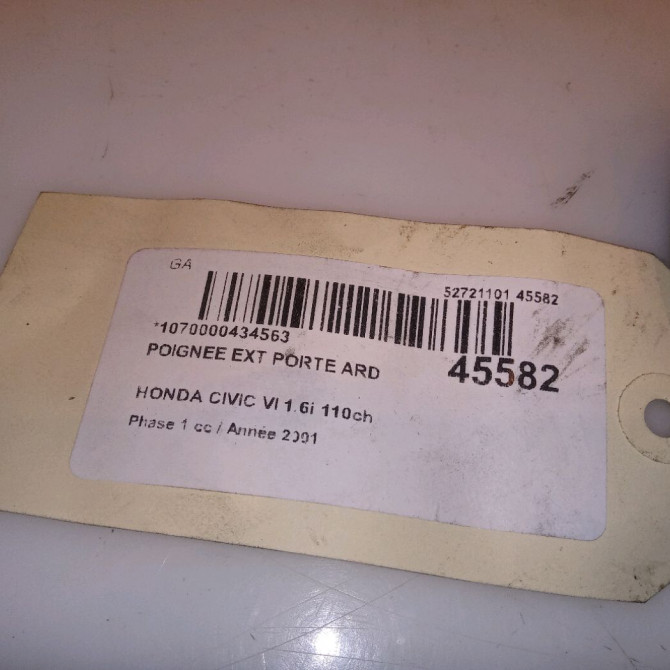 GA
52721101 45582
*1070000434563
45582
POIGNEE EXT PORTE ARD
HONDA CIVIC VI 1.6i 110ch
Phase 1 cc / Année 2001